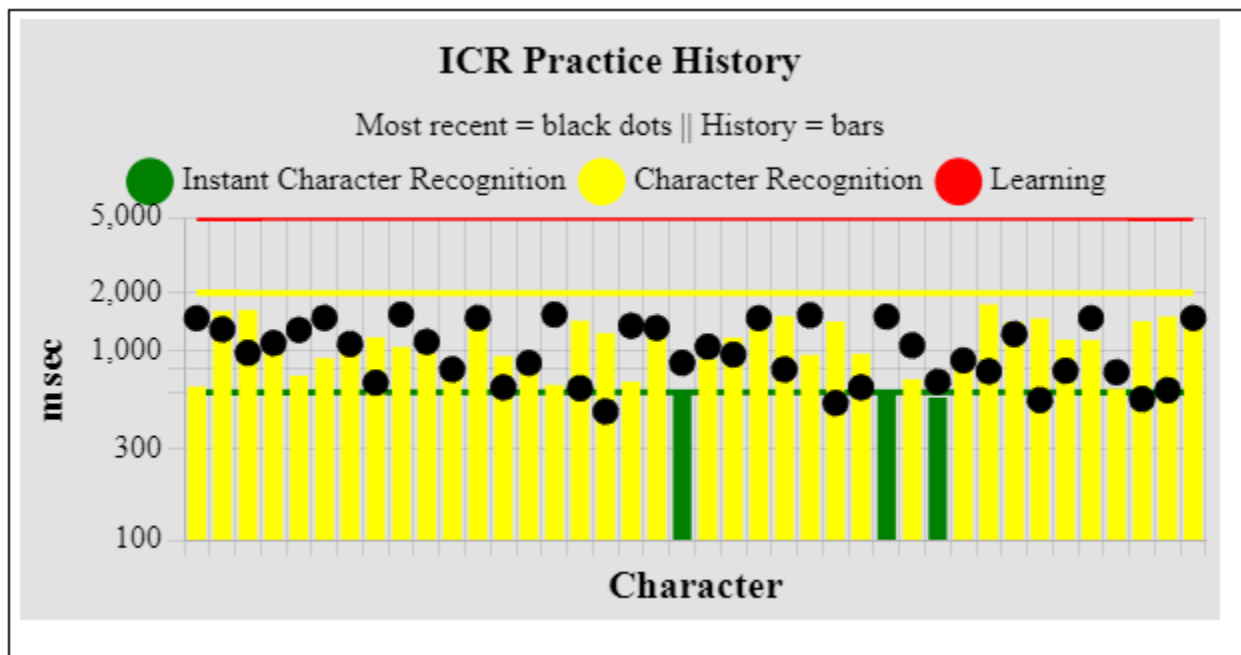 ICR Practice History
Most recent = black dots || History = bars
Instant Character Recognition Character Recognition Learning
5,000
2,000
1,000
300
100
msec
Character